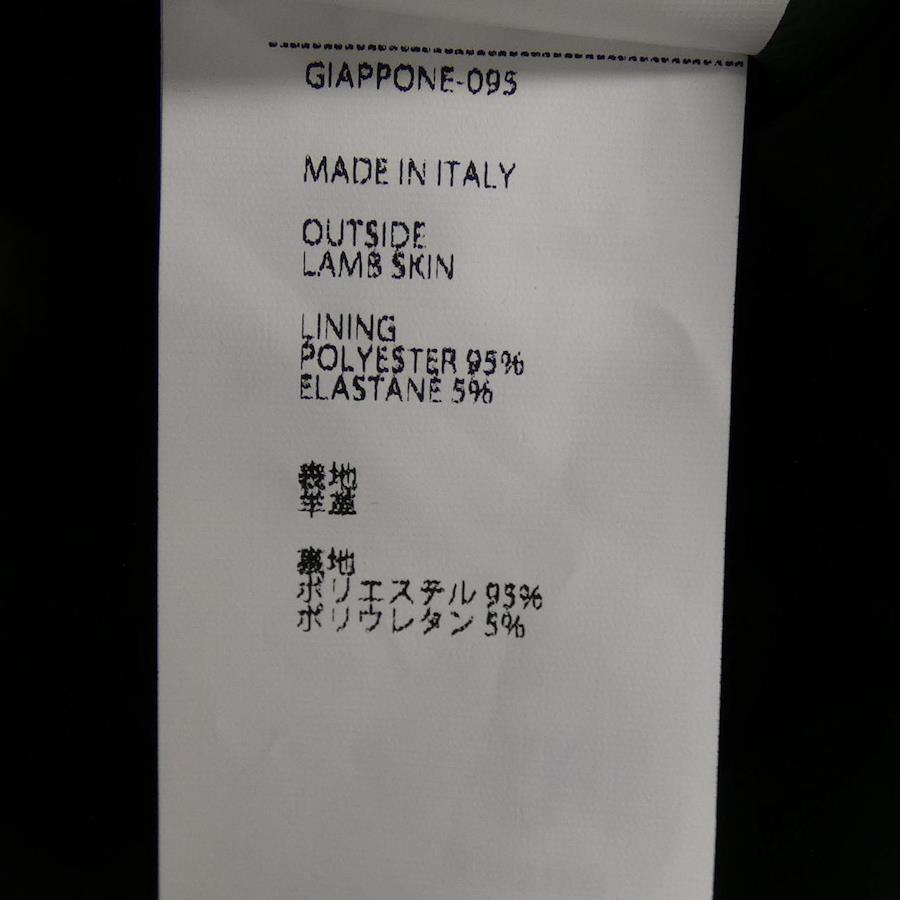 GIAPPONE-095
MADE IN ITALY
OUTSIDE
LAMB SKIN
LINING
POLYESTER 95%
ELASTANE 5%
表地
羊革
裏地
ポリエステル 95%
ポリウレタン 5%